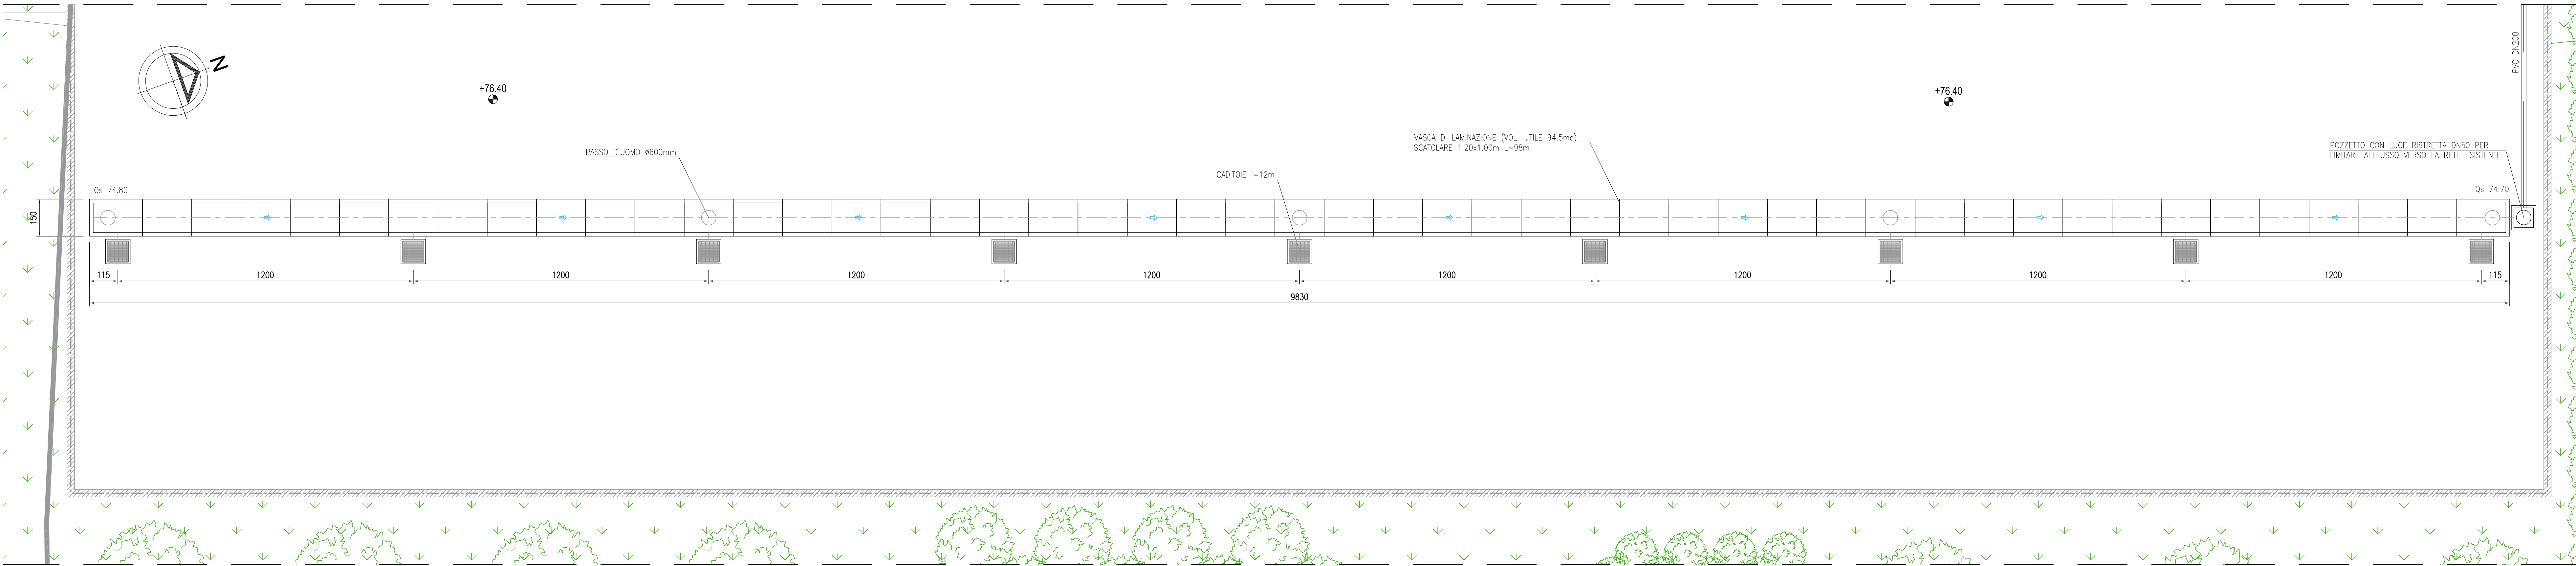 PVC DN200
N
+76.40
+76.40
VASCA DI LAMINAZIONE (VOL. UTILE 94.5mc)
SCATOLARE 1.20x1.00m L=98m
POZZETTO CON LUCE RISTRETTA DN50 PER
LIMITARE AFFLUSSO VERSO LA RETE ESISTENTE
PASSO D'UOMO Ø600mm
CADITOIE i=12m
Qs 74.80
Qs 74.70
150
115
1200
1200
1200
1200
1200
1200
1200
1200
115
9830